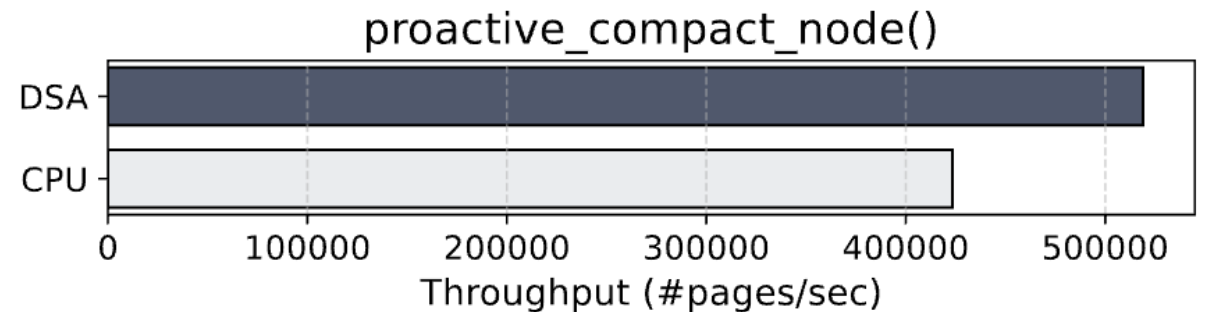 proactive_compact_node()
DSA
CPU
0 100000 200000 300000 400000 500000
Throughput (#pages/sec)